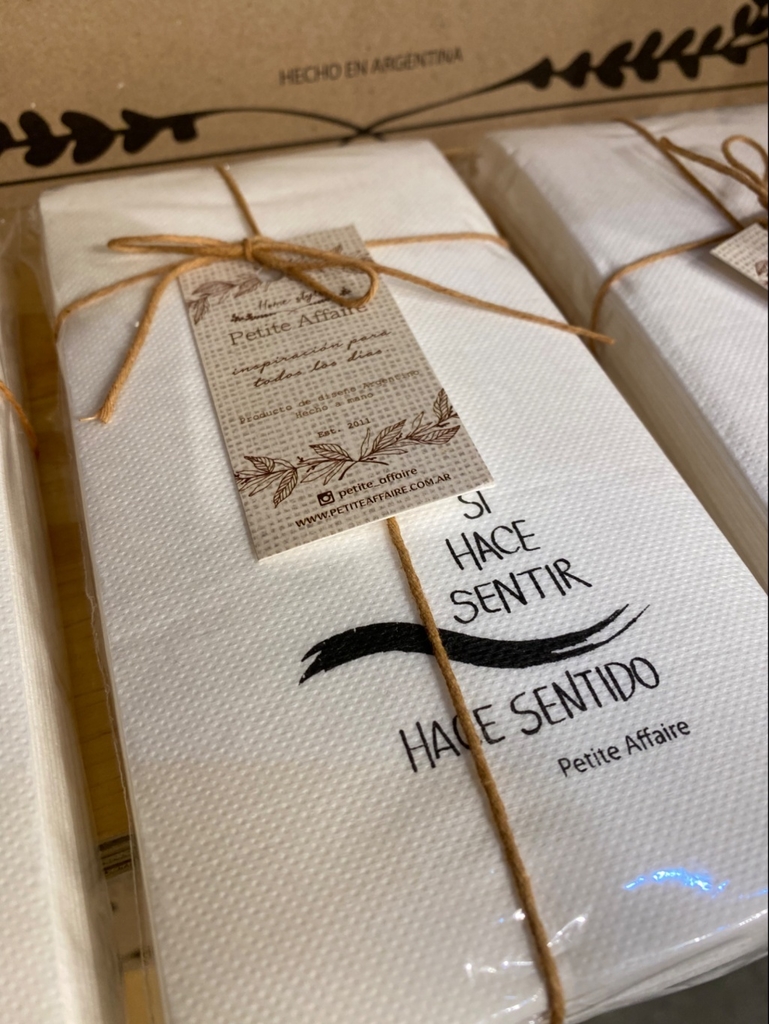 HECHO EN ARGENTINA
Home
Petite Affaire
inspiración para
todos los días
Producto de diseño Argentino
Hecho a mano
Est. 2011
petite_affaire
WWW.PETITEAFFAIRE.COM.AR
SI
HACE
SENTIR
HACE SENTIDO
Petite Affaire